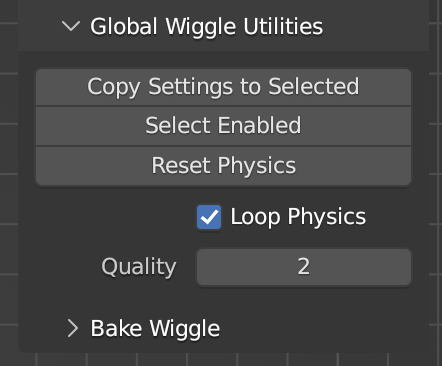 Global Wiggle Utilities
Copy Settings to Selected
Select Enabled
Reset Physics
Loop Physics
Quality 2
Bake Wiggle